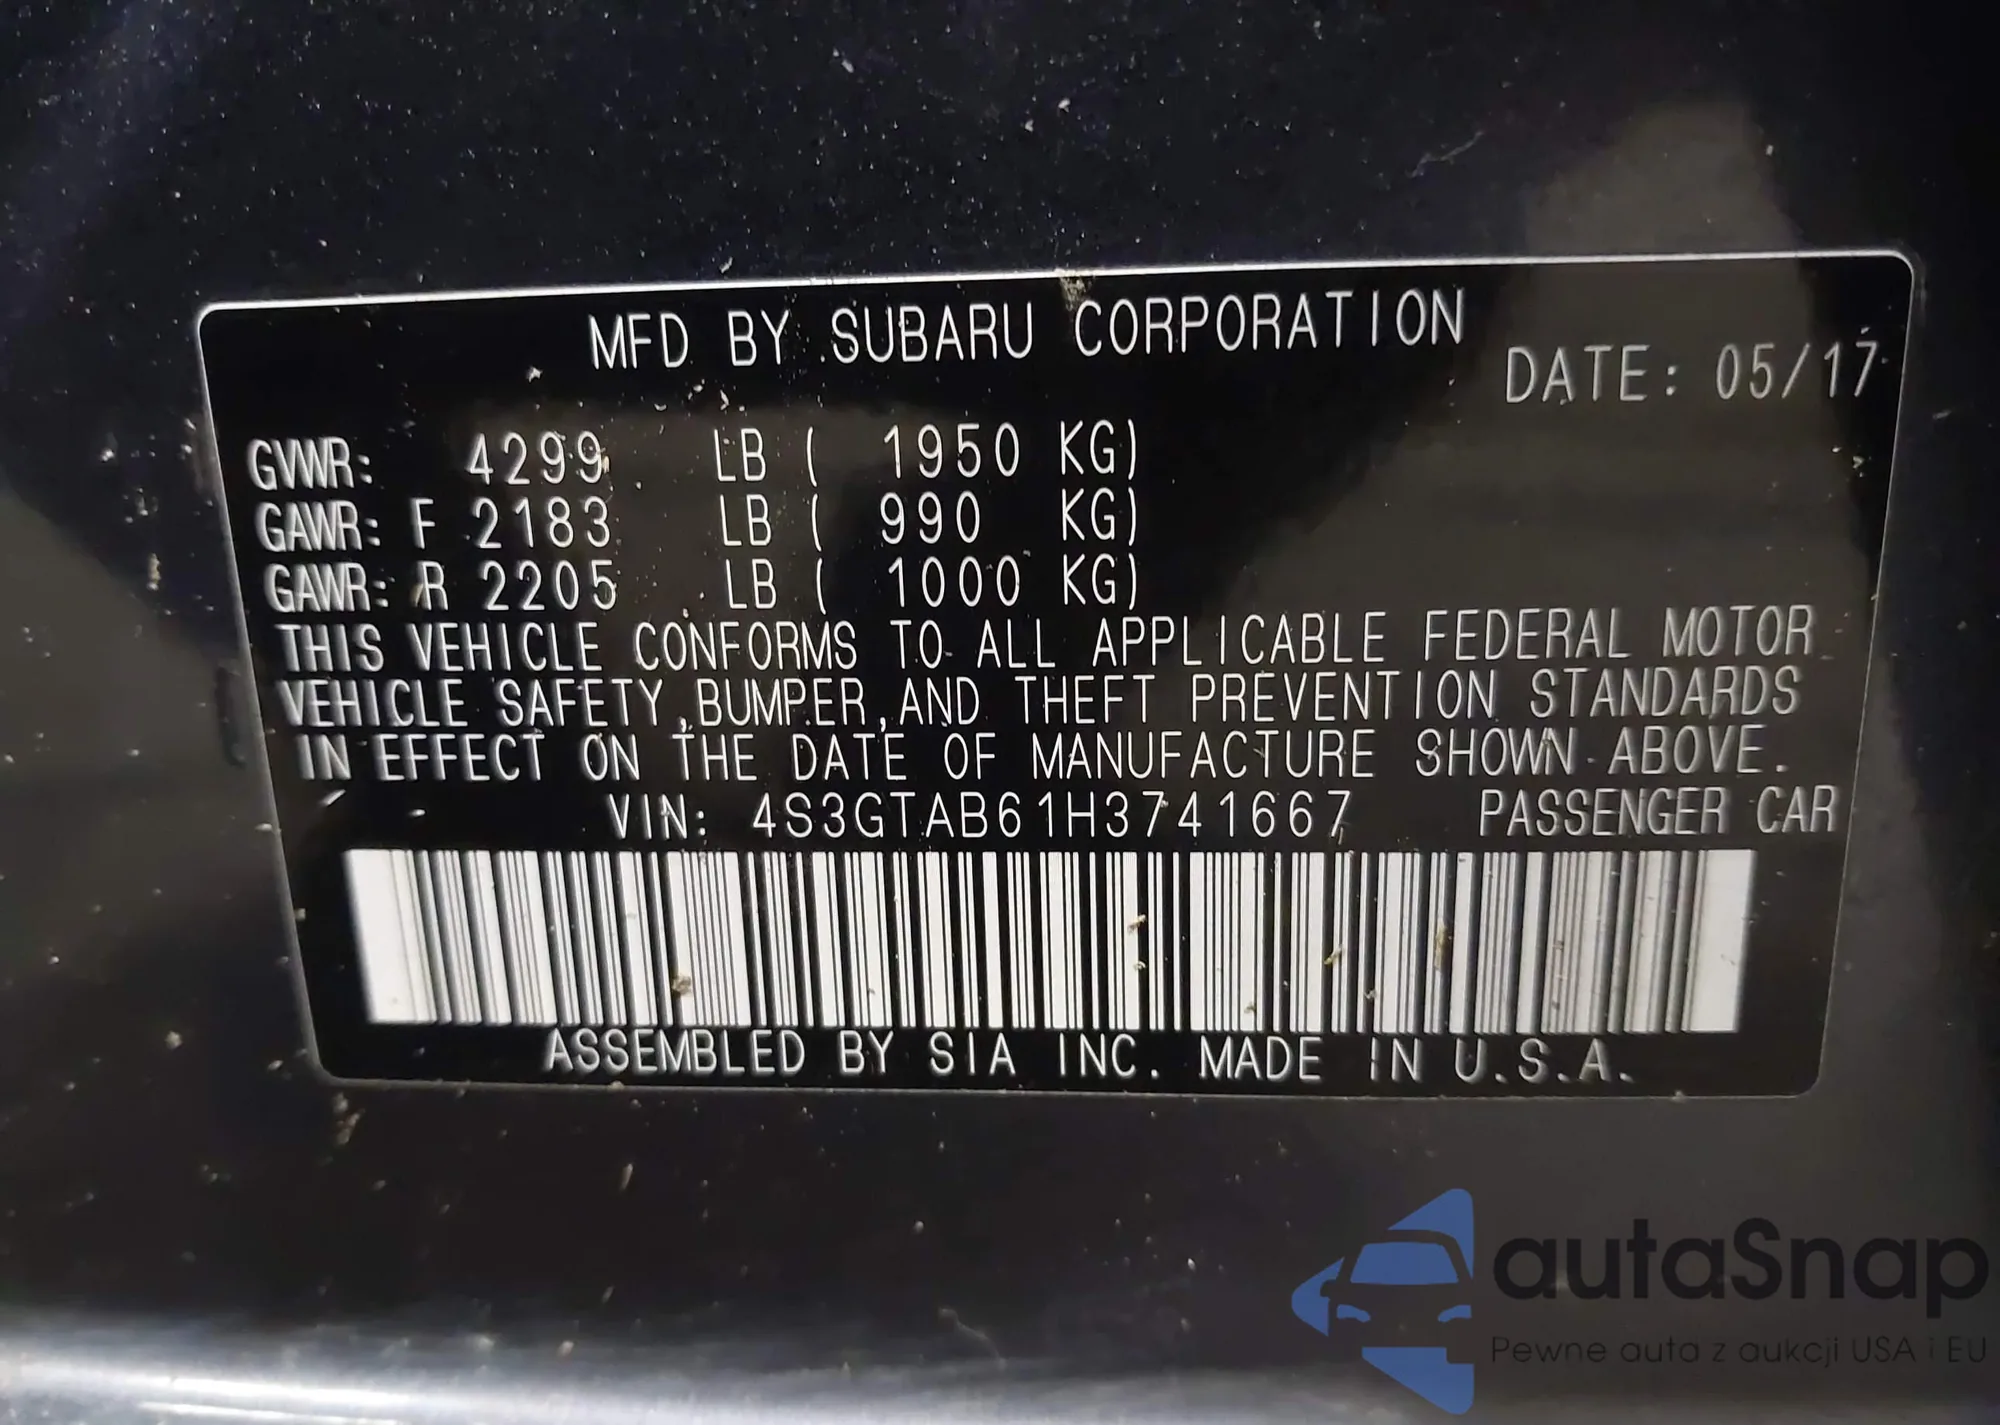 MFD BY SUBARU CORPORATION
DATE: 05/17
GVWR: 4299 LB ( 1950 KG)
GAWR: F 2183 LB ( 990 KG)
GAWR: R 2205 LB ( 1000 KG)
THIS VEHICLE CONFORMS TO ALL APPLICABLE FEDERAL MOTOR
VEHICLE SAFETY,BUMPER,AND THEFT PREVENTION STANDARDS
IN EFFECT ON THE DATE OF MANUFACTURE SHOWN ABOVE.
VIN: 4S3GTAB61H3741667 PASSENGER CAR
ASSEMBLED BY SIA INC. MADE IN U.S.A.
autaSnap
Pewne auta z aukcji USA i EU